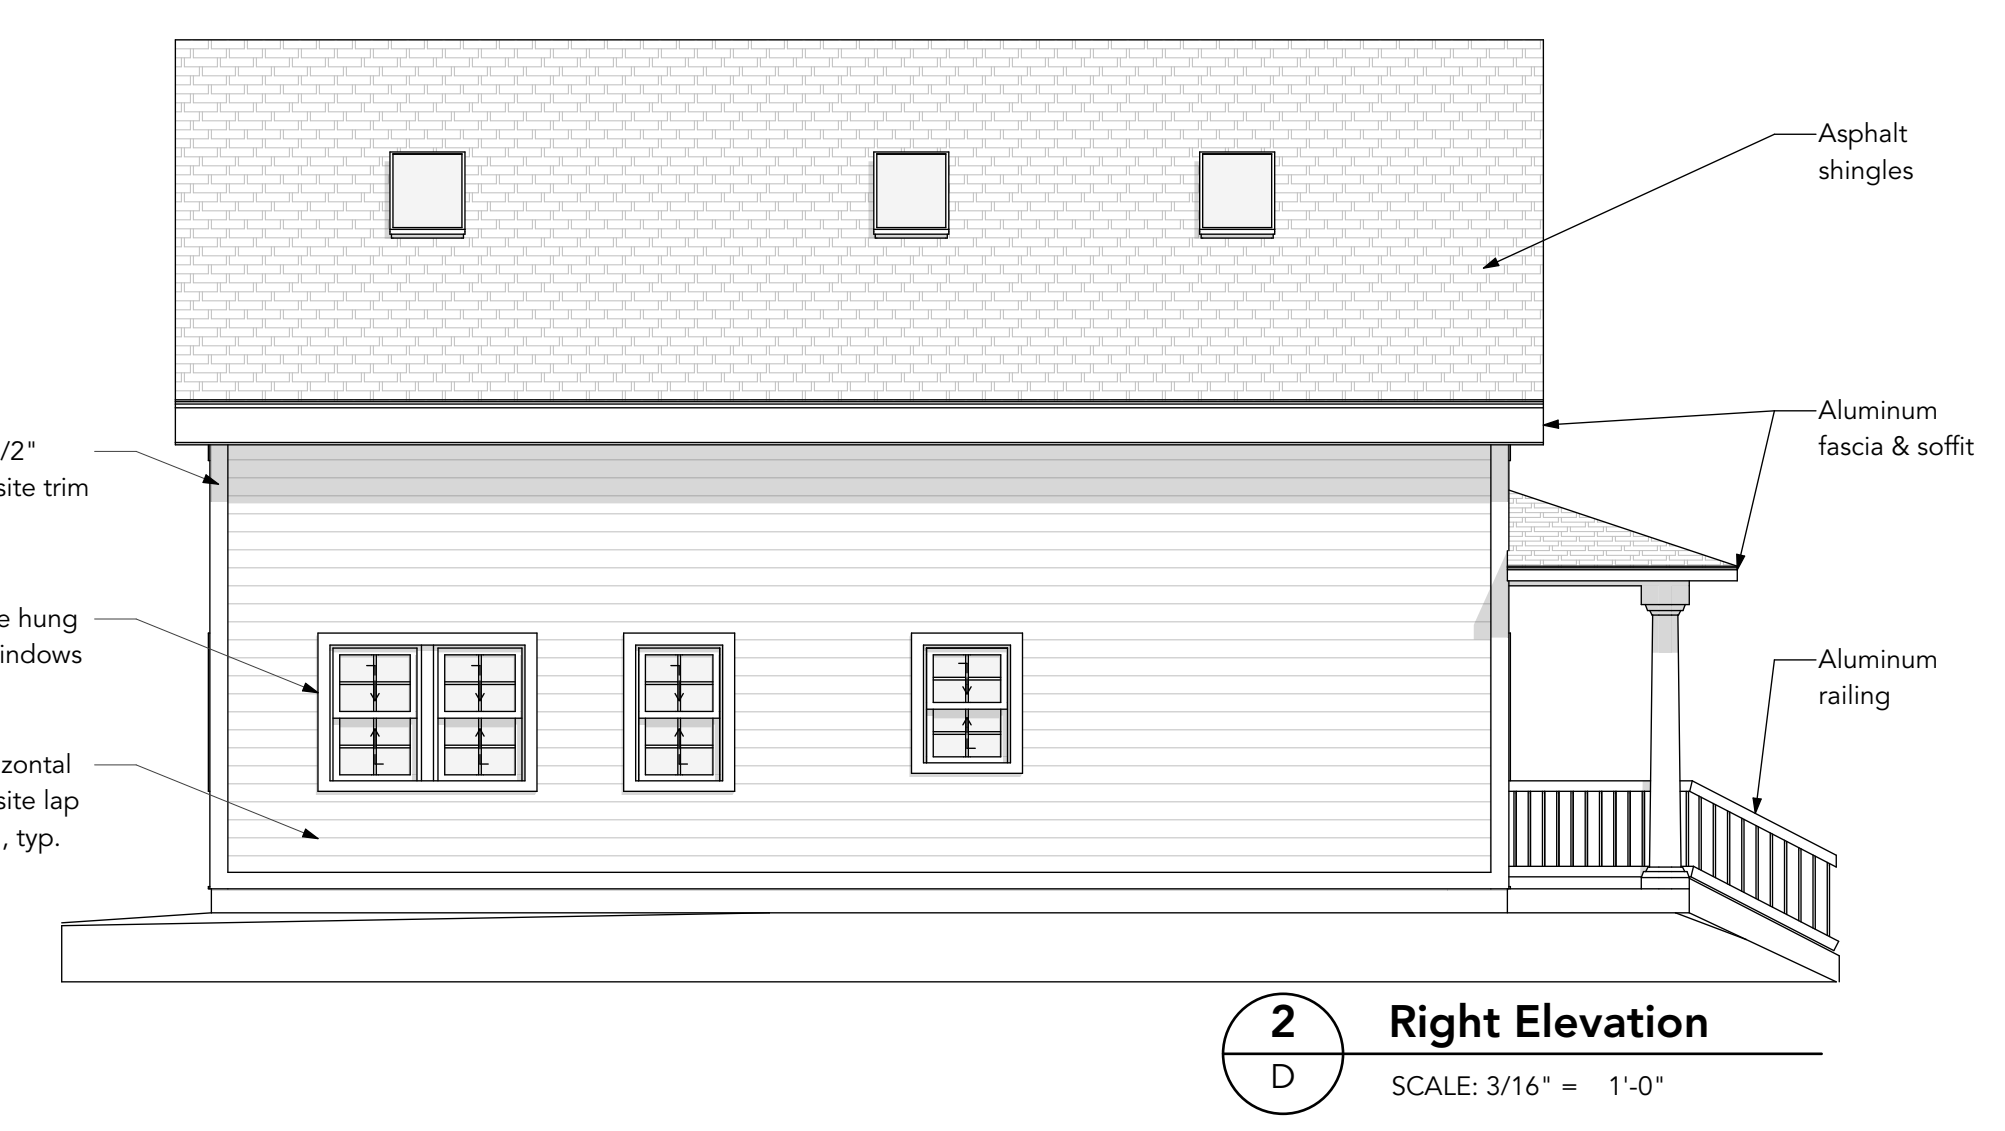 Asphalt
shingles
Aluminum
fascia & soffit
Aluminum
railing
/2"
site trim
e hung
indows
zontal
site lap
, typ.
2
D
Right Elevation
SCALE: 3/16" = 1'-0"